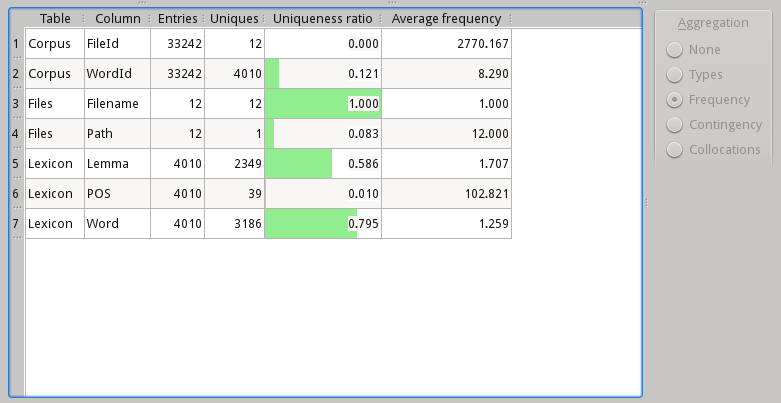 Table Column Entries Uniques Uniqueness ratio Average frequency
1 Corpus FileId 33242 12 0.000 2770.167
2 Corpus WordId 33242 4010 0.121 8.290
3 Files Filename 12 12 1.000 1.000
4 Files Path 12 1 0.083 12.000
5 Lexicon Lemma 4010 2349 0.586 1.707
6 Lexicon POS 4010 39 0.010 102.821
7 Lexicon Word 4010 3186 0.795 1.259
Aggregation
None
Types
Frequency
Contingency
Collocations